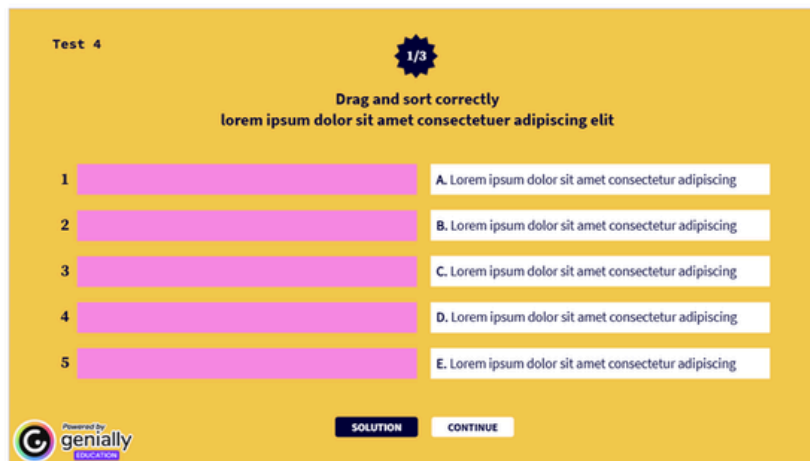 Test 4
1/3
Drag and sort correctly
lorem ipsum dolor sit amet consectetuer adipiscing elit
1
A. Lorem ipsum dolor sit amet consectetur adipiscing
2
B. Lorem ipsum dolor sit amet consectetur adipiscing
3
C. Lorem ipsum dolor sit amet consectetur adipiscing
4
D. Lorem ipsum dolor sit amet consectetur adipiscing
5
E. Lorem ipsum dolor sit amet consectetur adipiscing
SOLUTION
CONTINUE
Powered by
genially
EDUCATION